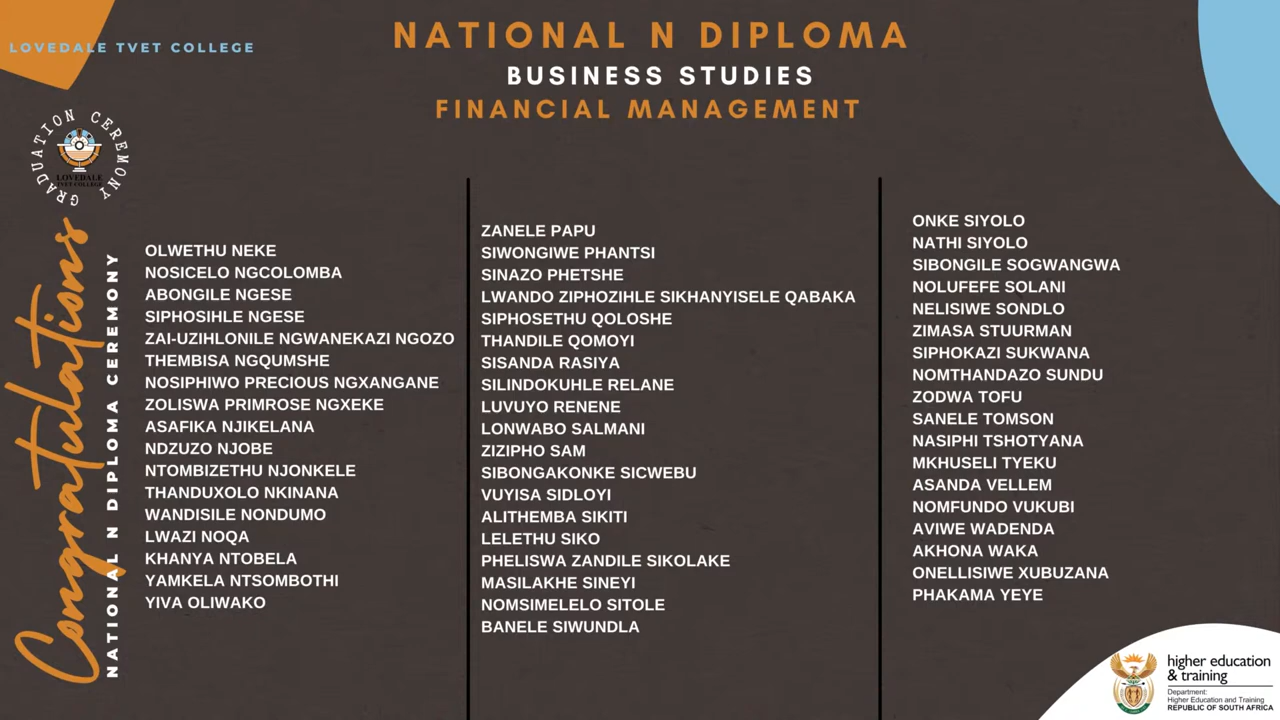 LOVEDALE TVET COLLEGE
NATIONAL N DIPLOMA
BUSINESS STUDIES
FINANCIAL MANAGEMENT
GRADUATION CEREMONY
LOVEDALE
TVET COLLEGE
Congratulations
NATIONAL N DIPLOMA CEREMONY
OLWETHU NEKE
NOSICELO NGCOLOMBA
ABONGILE NGESE
SIPHOSIHLE NGESE
ZAI-UZIHLONILE NGWANEKAZI NGOZO
THEMBISA NGQUMSHE
NOSIPHIWO PRECIOUS NGXANGANE
ZOLISWA PRIMROSE NGXEKE
ASAFIKA NJIKELANA
NDZUZO NJOBE
NTOMBIZETHU NJONKELE
THANDUXOLO NKINANA
WANDISILE NONDUMO
LWAZI NOQA
KHANYA NTOBELA
YAMKELA NTSOMBOTHI
YIVA OLIWAKO
ZANELE PAPU
SIWONGIWE PHANTSI
SINAZO PHETSHE
LWANDO ZIPHOZIHLE SIKHANYISELE QABAKA
SIPHOSETHU QOLOSHE
THANDILE QOMOYI
SISANDA RASIYA
SILINDOKUHLE RELANE
LUVUYO RENENE
LONWABO SALMANI
ZIZIPHO SAM
SIBONGAKONKE SICWEBU
VUYISA SIDLOYI
ALITHEMBA SIKITI
LELETHU SIKO
PHELISWA ZANDILE SIKOLAKE
MASILAKHE SINEYI
NOMSIMELELO SITOLE
BANELE SIWUNDLA
ONKE SIYOLO
NATHI SIYOLO
SIBONGILE SOGWANGWA
NOLUFEFE SOLANI
NELISIWE SONDLO
ZIMASA STUURMAN
SIPHOKAZI SUKWANA
NOMTHANDAZO SUNDU
ZODWA TOFU
SANELE TOMSON
NASIPHI TSHOTYANA
MKHUSELI TYEKU
ASANDA VELLEM
NOMFUNDO VUKUBI
AVIWE WADENDA
AKHONA WAKA
ONELLISIWE XUBUZANA
PHAKAMA YEYE
higher education
& training
Department:
Higher Education and Training
REPUBLIC OF SOUTH AFRICA